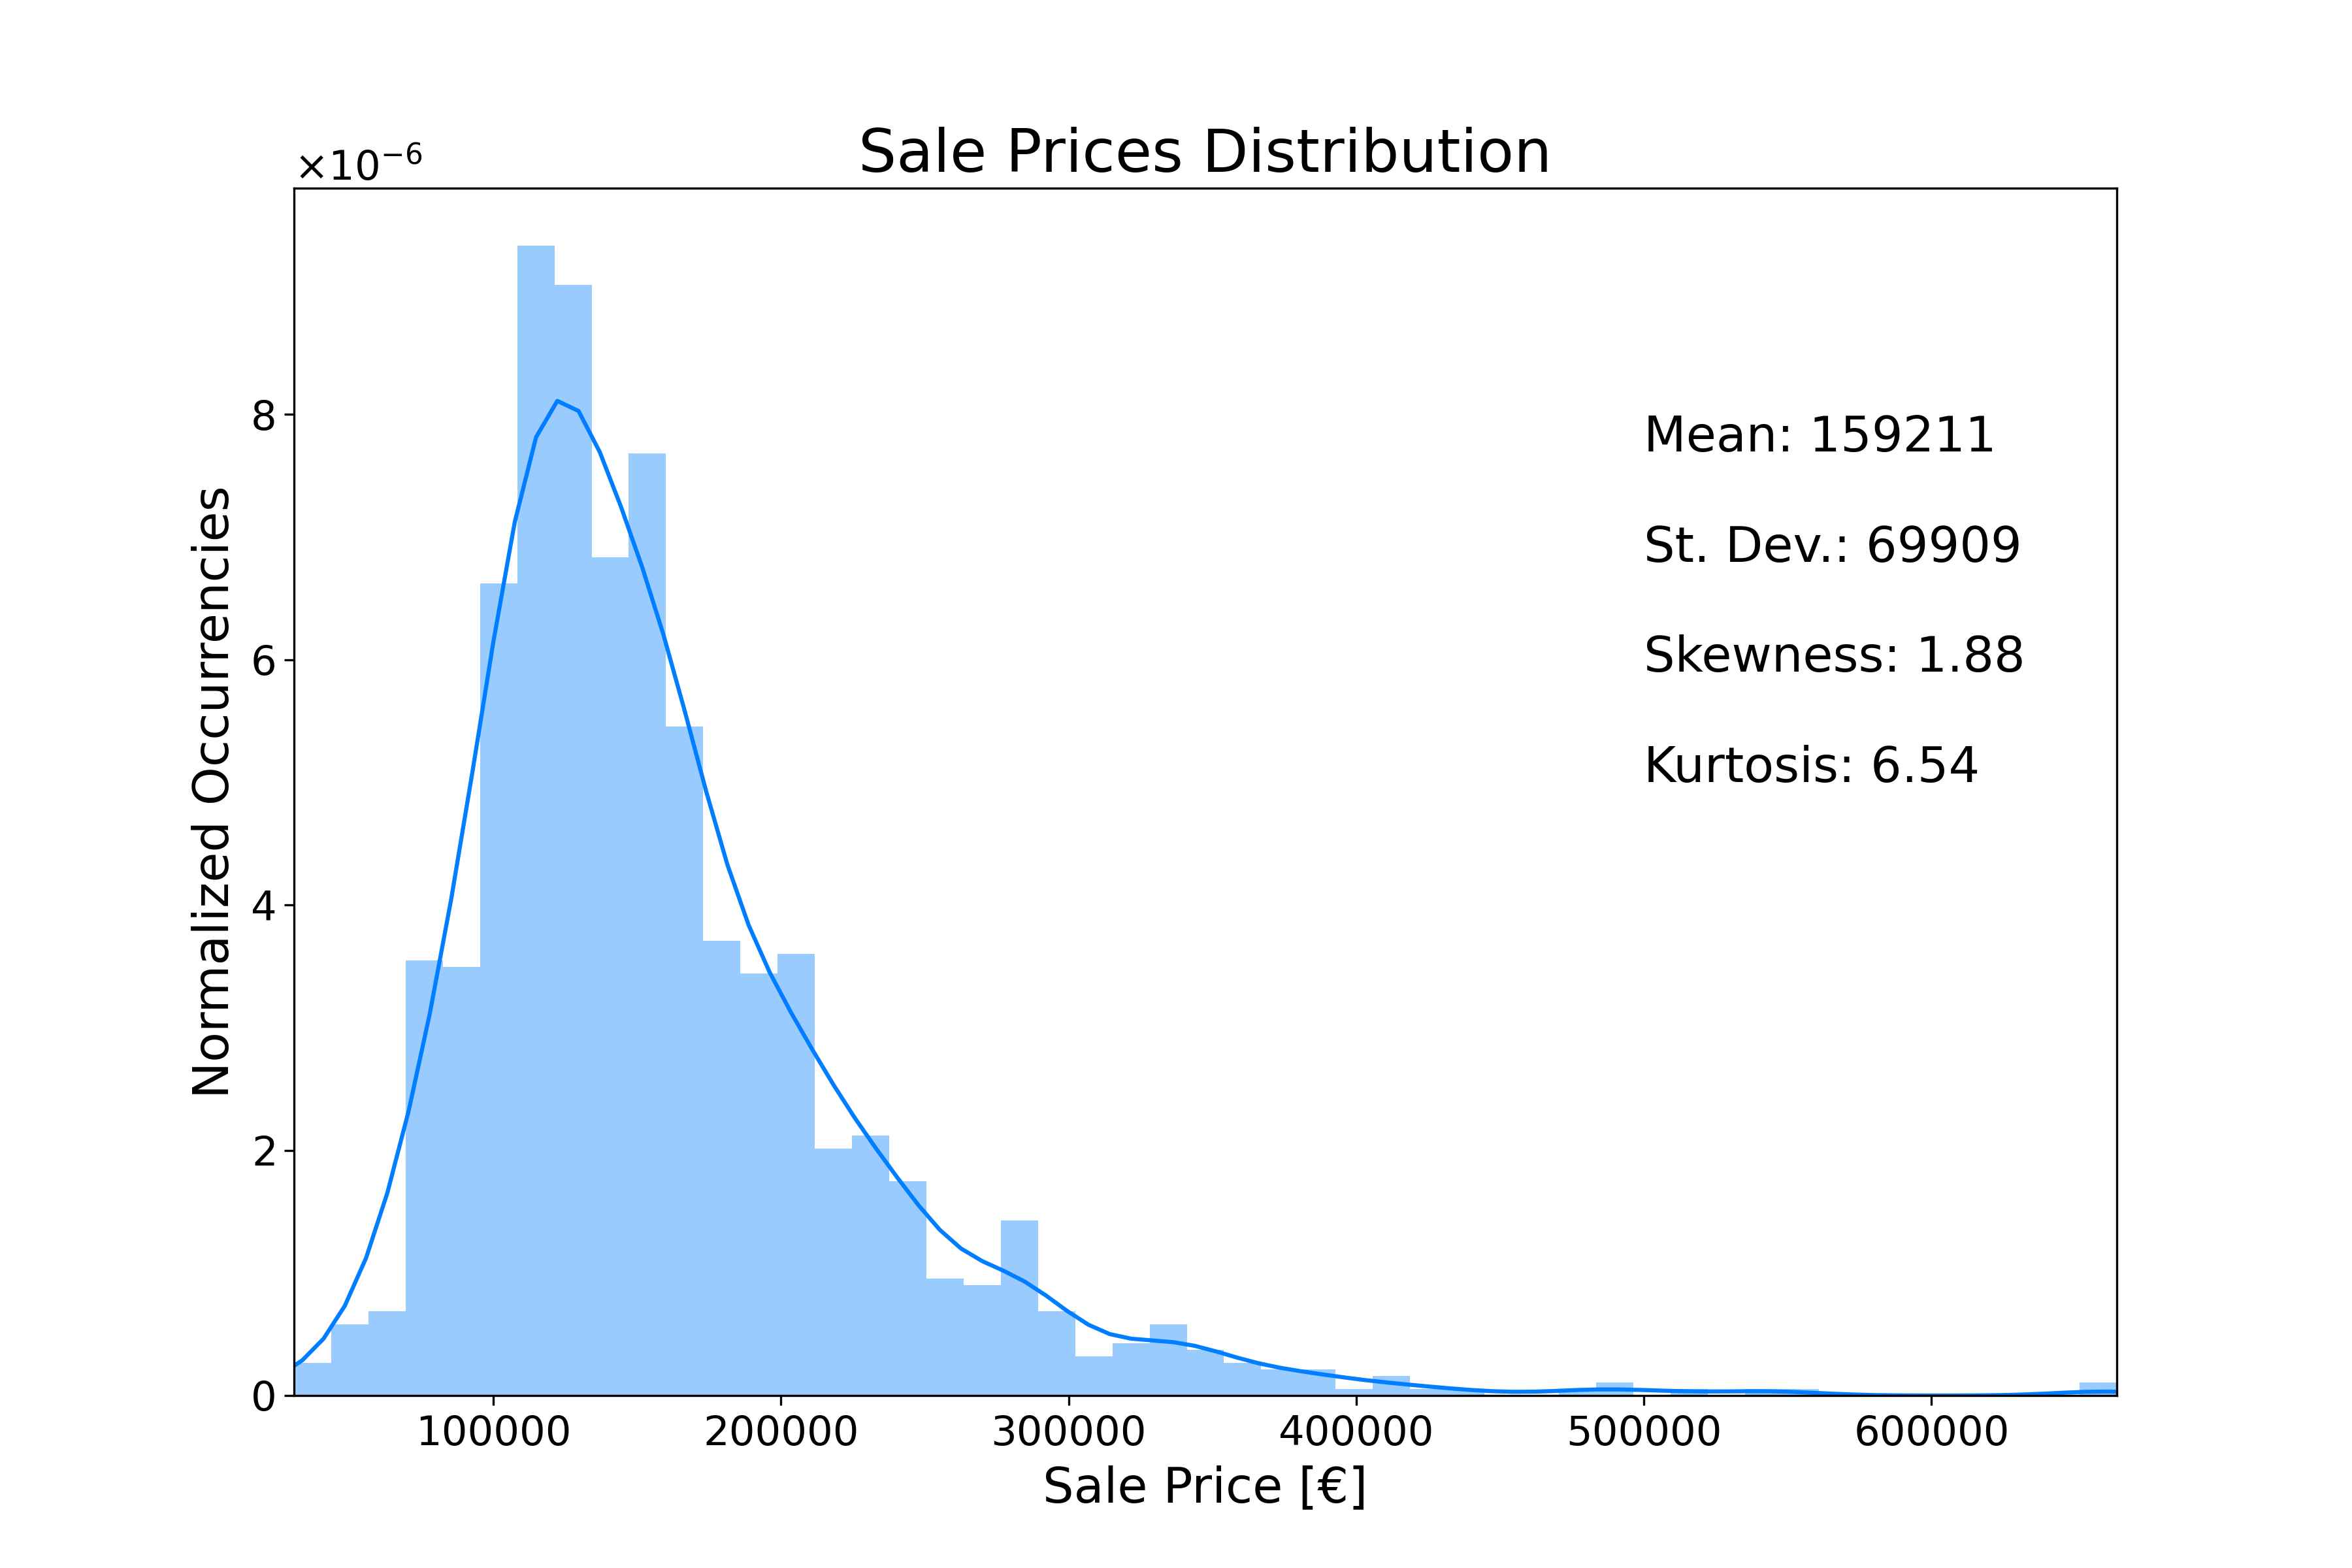 Sale Prices Distribution
×10⁻⁶
8
6
4
2
0
Normalized Occurrencies
Mean: 159211
St. Dev.: 69909
Skewness: 1.88
Kurtosis: 6.54
100000 200000 300000 400000 500000 600000
Sale Price [€]